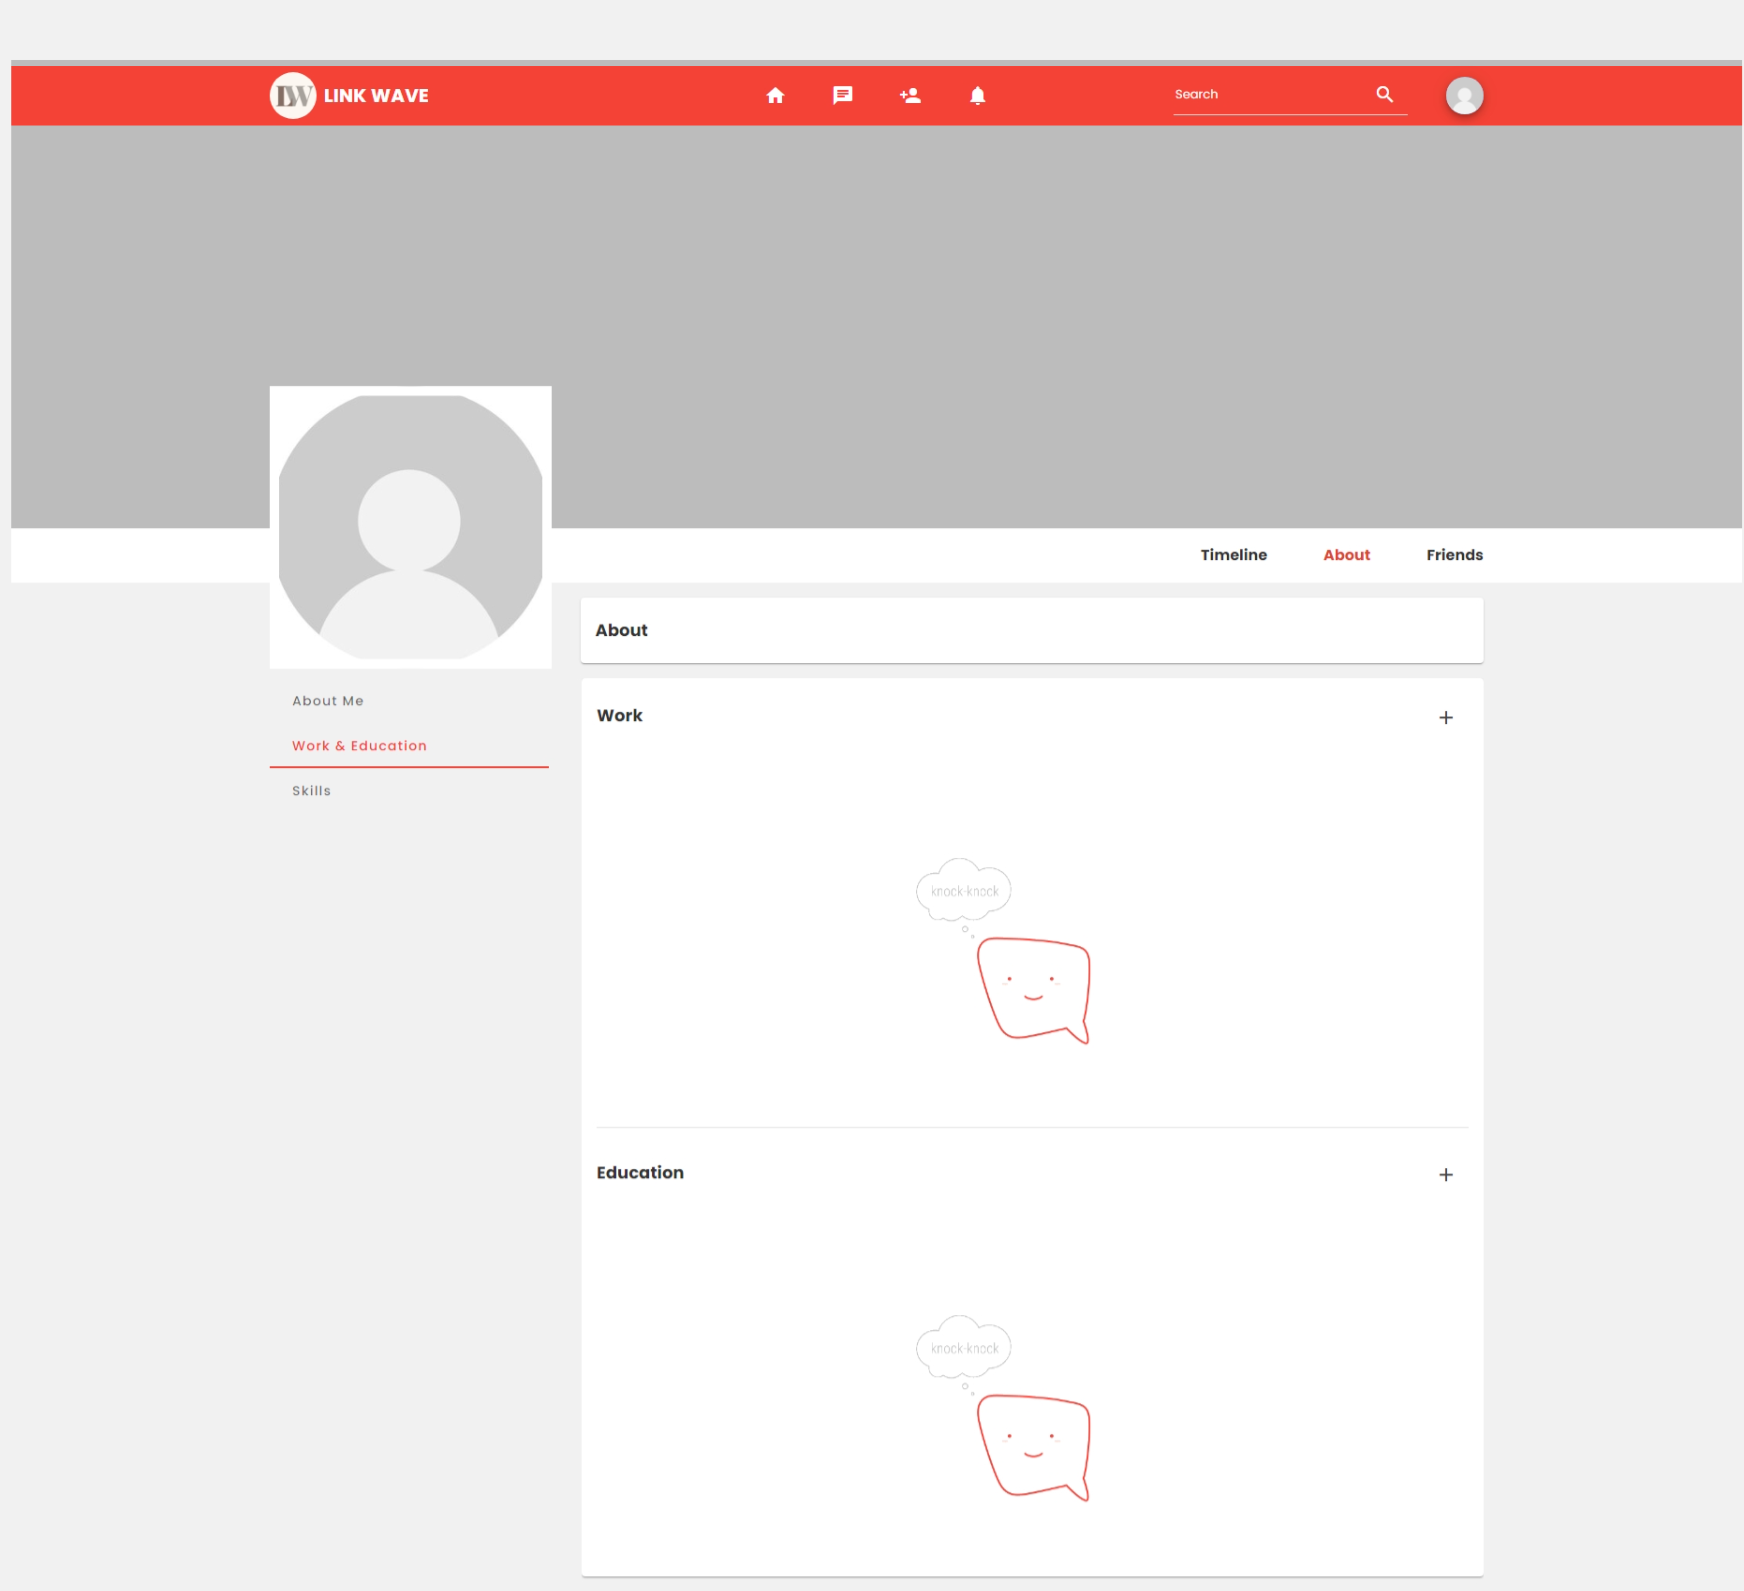 LW LINK WAVE
Search
Timeline About Friends
About
About Me
Work & Education
Skills
Work
knock-knock
Education
knock-knock